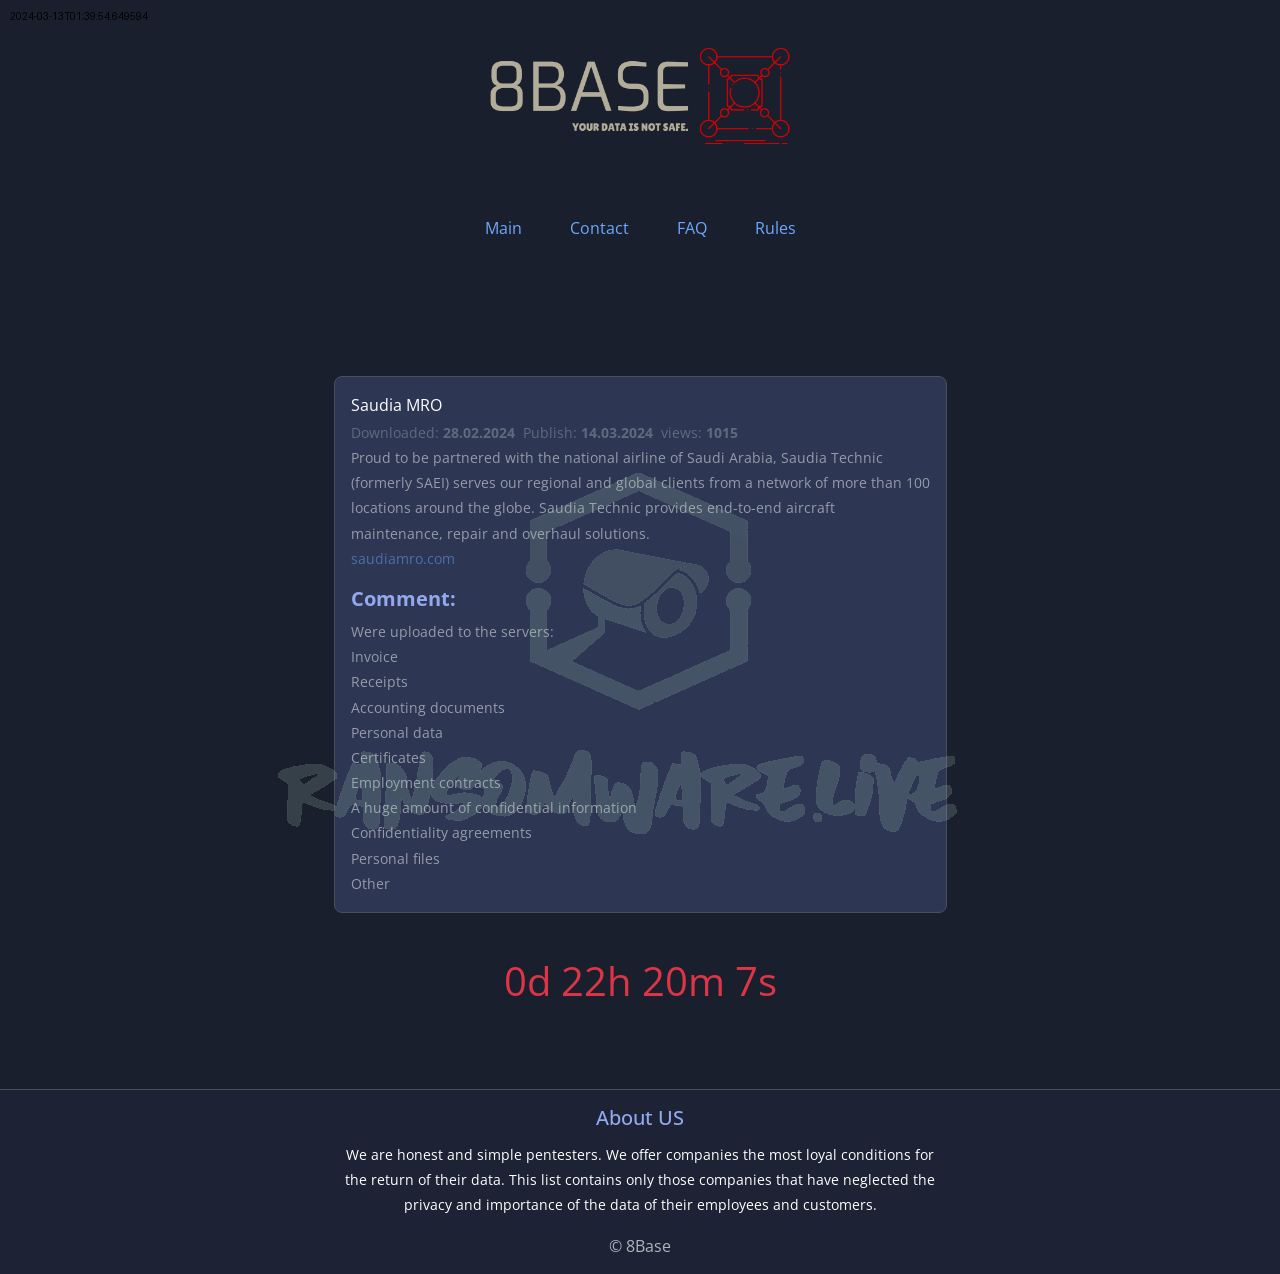 2024-03-13T01:39:54.649594
8BASE
YOUR DATA IS NOT SAFE.
Main Contact FAQ Rules
Saudia MRO
Downloaded: 28.02.2024 Publish: 14.03.2024 views: 1015
Proud to be partnered with the national airline of Saudi Arabia, Saudia Technic
(formerly SAEI) serves our regional and global clients from a network of more than 100
locations around the globe. Saudia Technic provides end-to-end aircraft
maintenance, repair and overhaul solutions.
saudiamro.com
Comment:
Were uploaded to the servers:
Invoice
Receipts
Accounting documents
Personal data
Certificates
Employment contracts
A huge amount of confidential information
Confidentiality agreements
Personal files
Other
RANSOMWARE.LIVE
0d 22h 20m 7s
About US
We are honest and simple pentesters. We offer companies the most loyal conditions for
the return of their data. This list contains only those companies that have neglected the
privacy and importance of the data of their employees and customers.
© 8Base